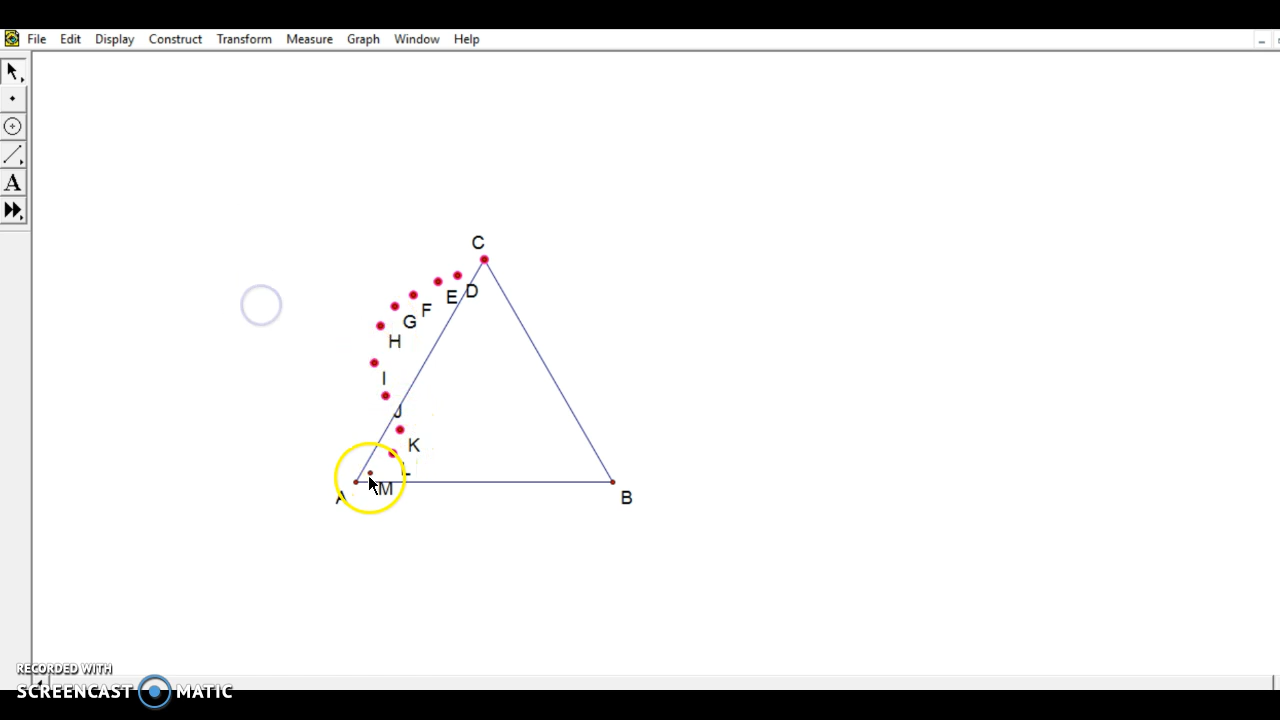 File Edit Display Construct Transform Measure Graph Window Help
A
C
E D
F
G
H
I
J
K
L
A M
B
RECORDED WITH
SCREENCAST MATIC